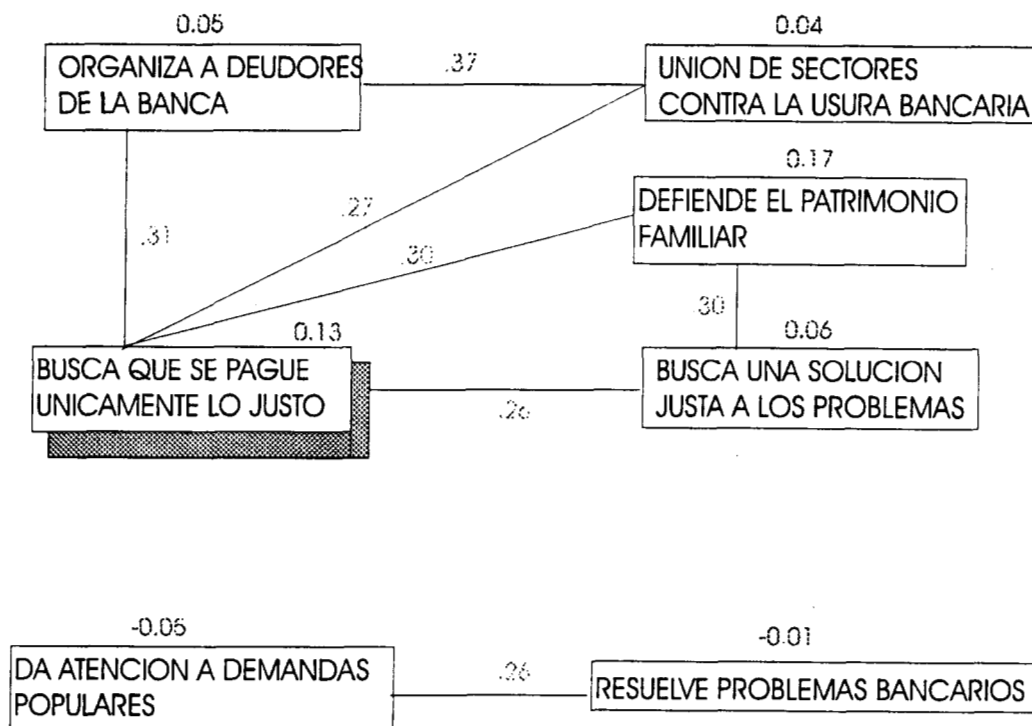 0.05
0.04
ORGANIZA A DEUDORES
DE LA BANCA
.37
UNION DE SECTORES
CONTRA LA USURA BANCARIA
0.17
DEFIENDE EL PATRIMONIO
FAMILIAR
.27
.31
.30
.30
0.13
0.06
BUSCA QUE SE PAGUE
UNICAMENTE LO JUSTO
.26
BUSCA UNA SOLUCION
JUSTA A LOS PROBLEMAS
-0.05
-0.01
DA ATENCION A DEMANDAS
POPULARES
.26
RESUELVE PROBLEMAS BANCARIOS